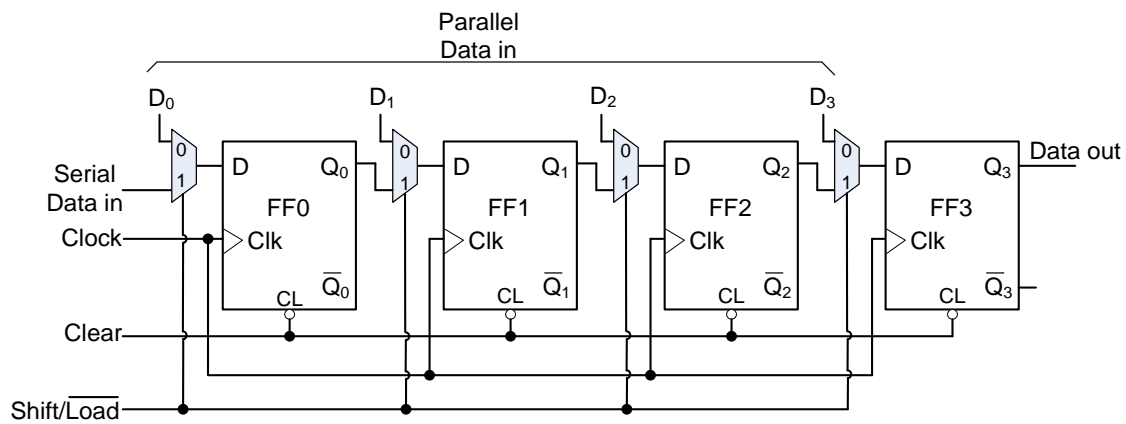 Parallel
Data in
D₀
D₁
D₂
D₃
0
1
0
1
0
1
0
1
Serial
Data in
D
Q₀
D
Q₁
D
Q₂
D
Q₃
Data out
FF0
FF1
FF2
FF3
Clock
Clk
Clk
Clk
Clk
Q̅₀
Q̅₁
Q̅₂
Q̅₃
CL
CL
CL
CL
Clear
Shift/L̅o̅a̅d̅